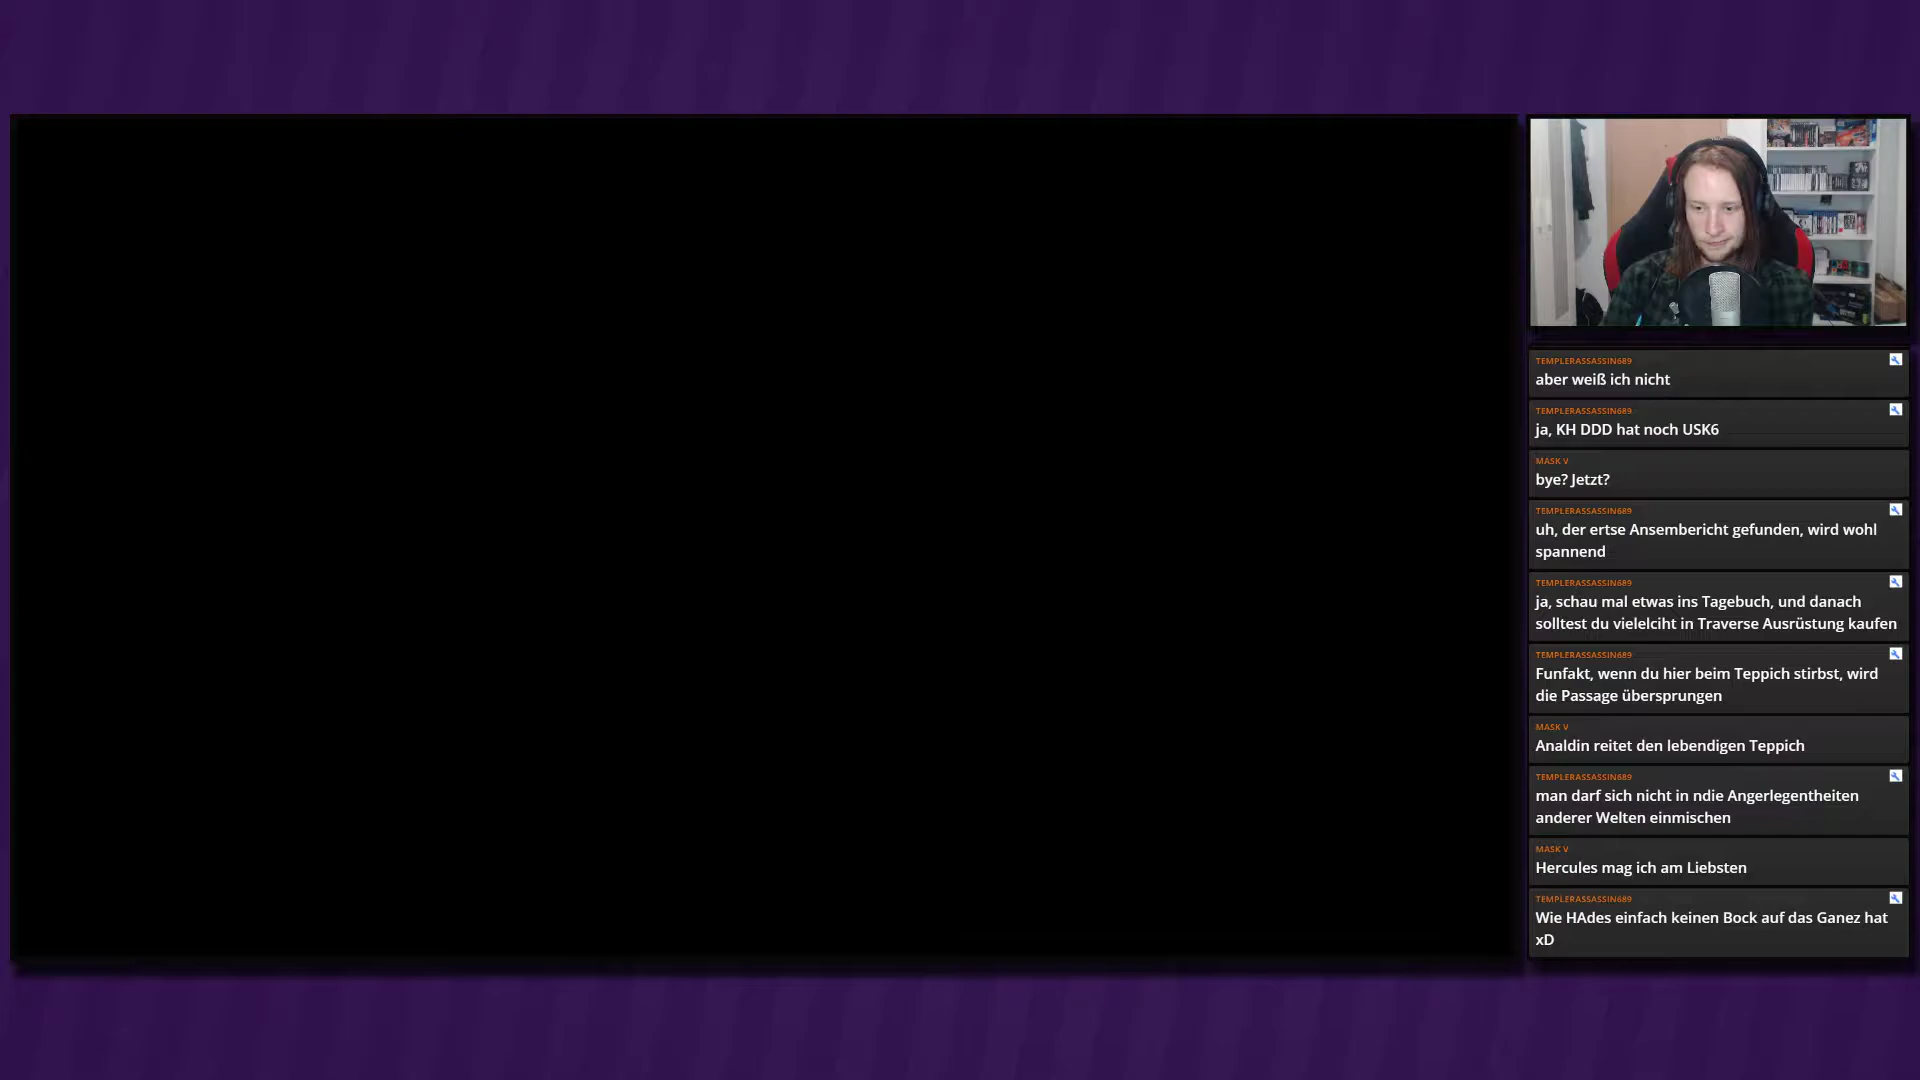 TEMPLERASSASSIN689
aber weiß ich nicht
TEMPLERASSASSIN689
ja, KH DDD hat noch USK6
MASK V
bye? Jetzt?
TEMPLERASSASSIN689
uh, der ertse Ansembericht gefunden, wird wohl
spannend
TEMPLERASSASSIN689
ja, schau mal etwas ins Tagebuch, und danach
solltest du vielelciht in Traverse Ausrüstung kaufen
TEMPLERASSASSIN689
Funfakt, wenn du hier beim Teppich stirbst, wird
die Passage übersprungen
MASK V
Analdin reitet den lebendigen Teppich
TEMPLERASSASSIN689
man darf sich nicht in ndie Angerlegentheiten
anderer Welten einmischen
MASK V
Hercules mag ich am Liebsten
TEMPLERASSASSIN689
Wie HAdes einfach keinen Bock auf das Ganez hat
xD